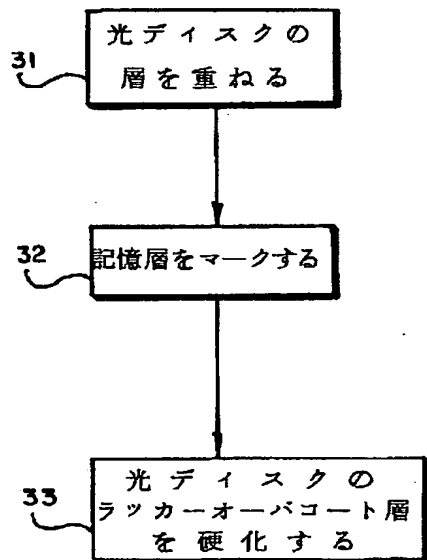 31
光ディスクの
層を重ねる
32
記憶層をマークする
33
光ディスクの
ラッカーオーバコート層
を硬化する